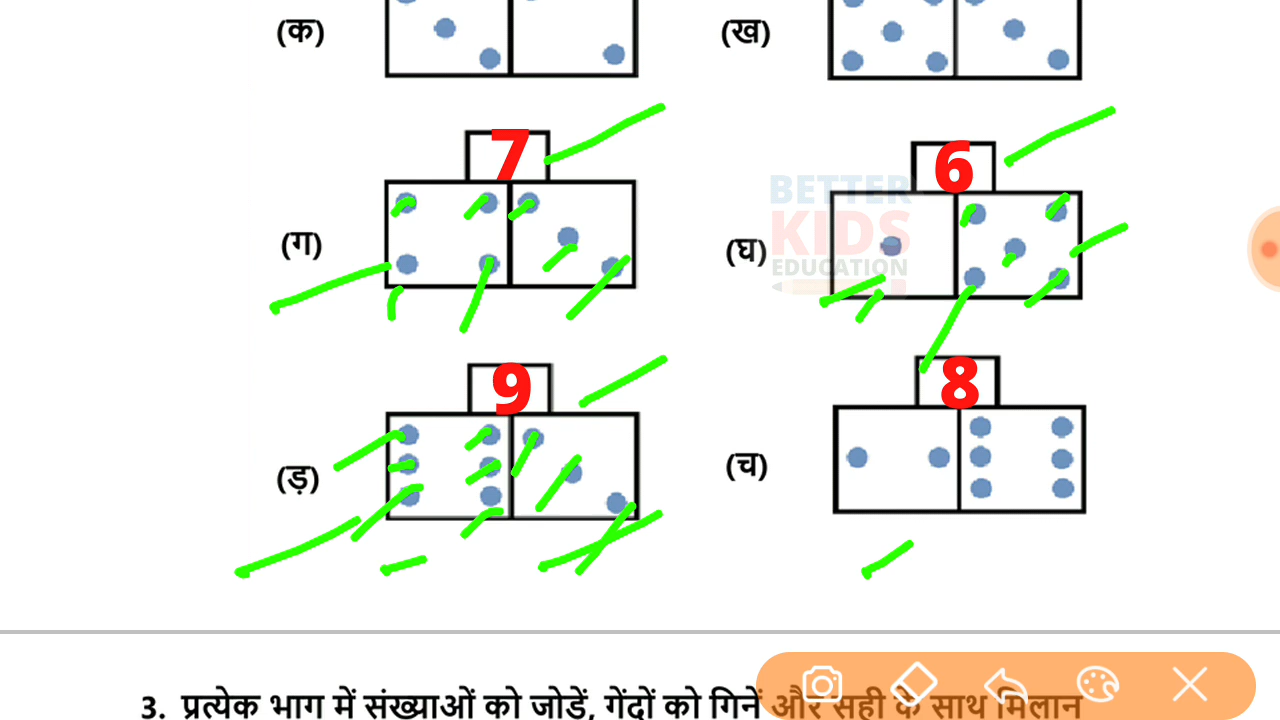 (क) (ख)
7 6
(ग) (घ)
BETTER
KIDS
EDUCATION
9 8
(ड़) (च)
3. प्रत्येक भाग में संख्याओं को जोड़ें, गेंदों को गिनें और सही के साथ मिलान